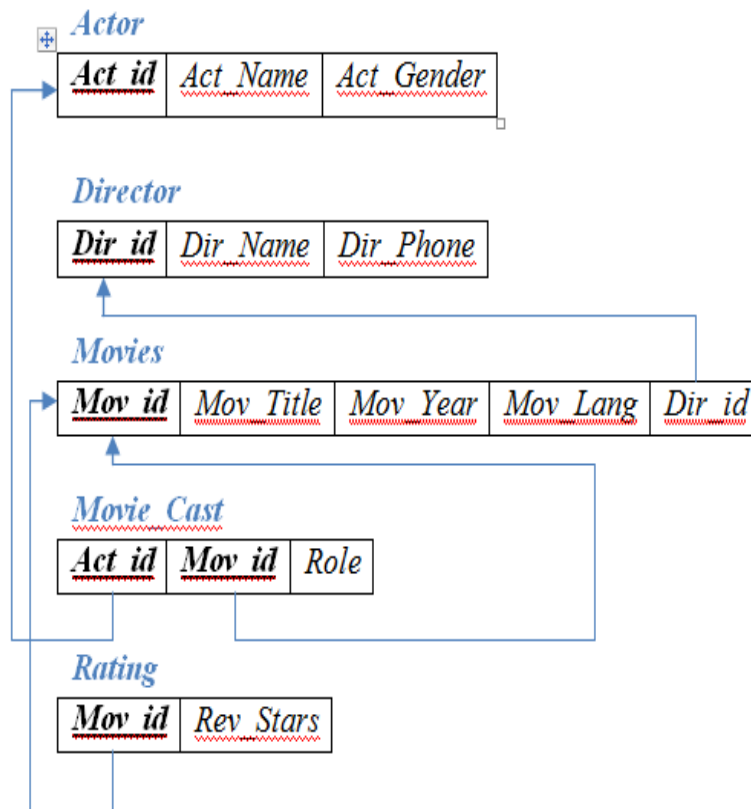 Actor
Act_id Act_Name Act_Gender
Director
Dir_id Dir_Name Dir_Phone
Movies
Mov_id Mov_Title Mov_Year Mov_Lang Dir_id
Movie_Cast
Act_id Mov_id Role
Rating
Mov_id Rev_Stars